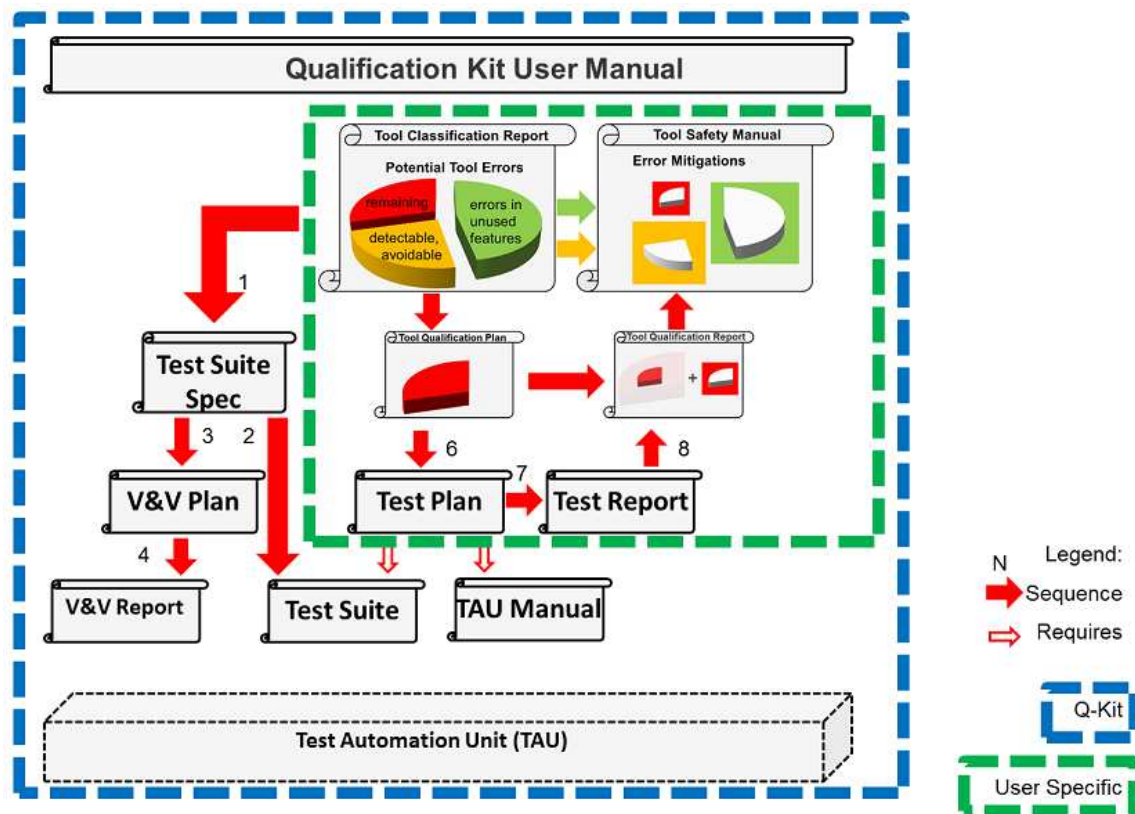 Qualification Kit User Manual
Tool Classification Report
Potential Tool Errors
remaining
errors in
unused
features
detectable,
avoidable
Tool Safety Manual
Error Mitigations
1
Tool Qualification Plan
Tool Qualification Report
+
Test Suite
Spec
3
2
6
8
7
V&V Plan
Test Plan
Test Report
4
V&V Report
Test Suite
TAU Manual
Test Automation Unit (TAU)
N
Legend:
Sequence
Requires
Q-Kit
User Specific